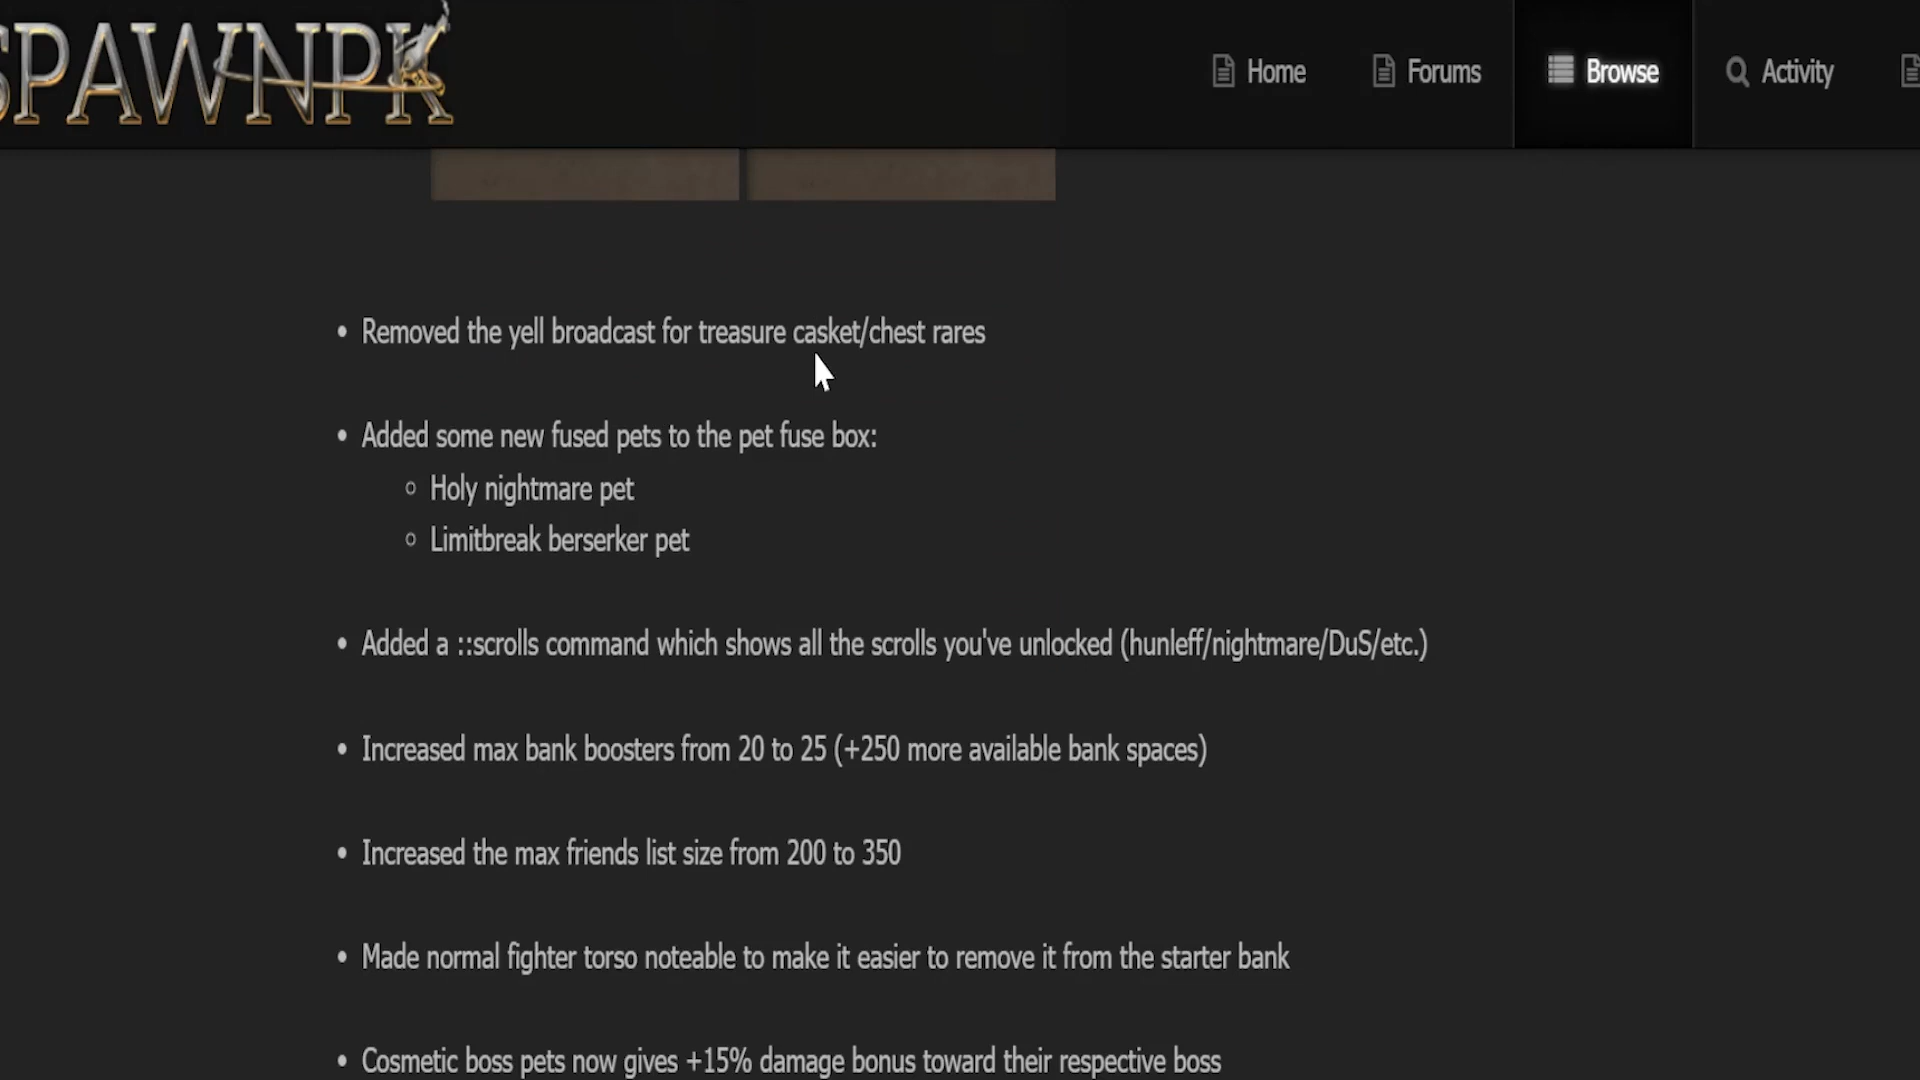 SPAWNPK
Home
Forums
Browse
Activity
• Removed the yell broadcast for treasure casket/chest rares
• Added some new fused pets to the pet fuse box:
○ Holy nightmare pet
○ Limitbreak berserker pet
• Added a ::scrolls command which shows all the scrolls you've unlocked (hunleff/nightmare/DuS/etc.)
• Increased max bank boosters from 20 to 25 (+250 more available bank spaces)
• Increased the max friends list size from 200 to 350
• Made normal fighter torso noteable to make it easier to remove it from the starter bank
• Cosmetic boss pets now gives +15% damage bonus toward their respective boss